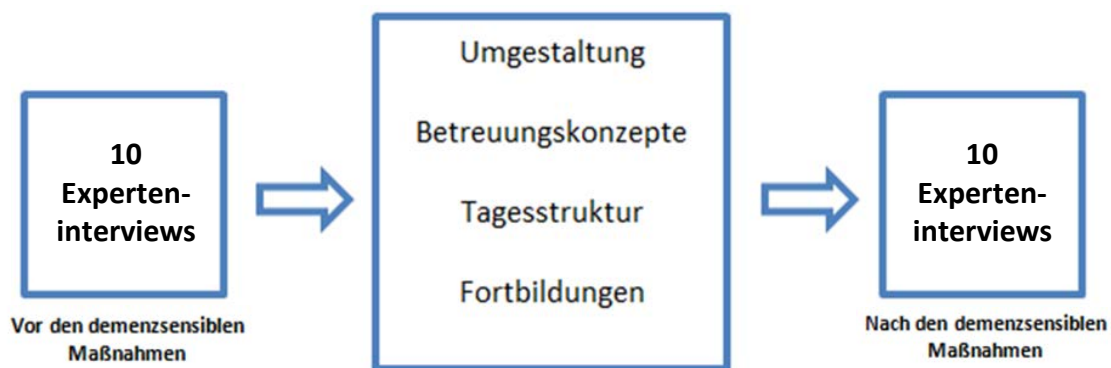 10
Experten-
interviews
Vor den demenzsensiblen
Maßnahmen
Umgestaltung
Betreuungskonzepte
Tagesstruktur
Fortbildungen
10
Experten-
interviews
Nach den demenzsensiblen
Maßnahmen